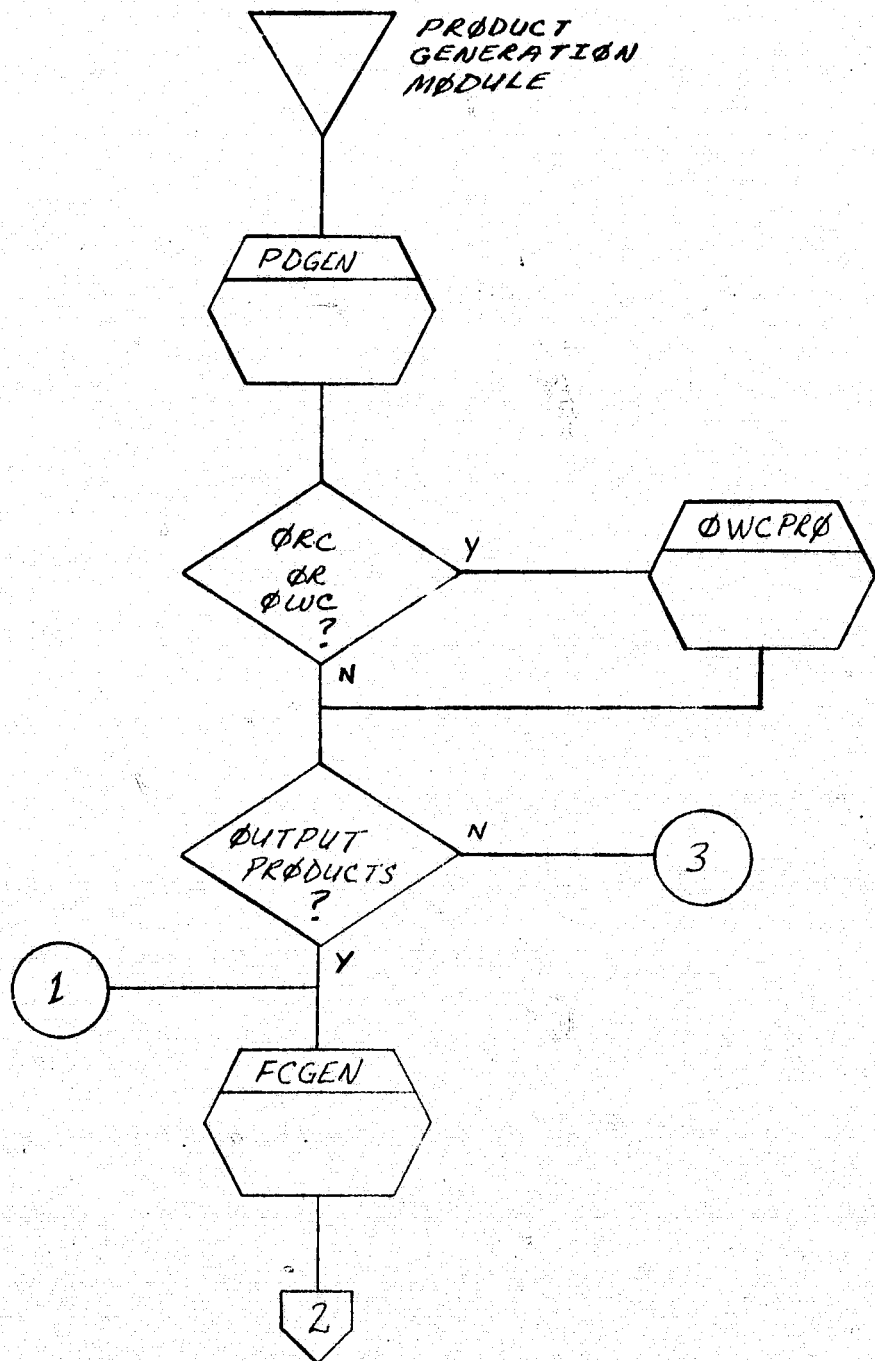 PRØDUCT
GENERATIØN
MØDULE
PDGEN
ØRC
ØR
ØWC
?
Y
ØWCPRØ
N
ØUTPUT
PRØDUCTS
?
N
3
Y
1
FCGEN
2